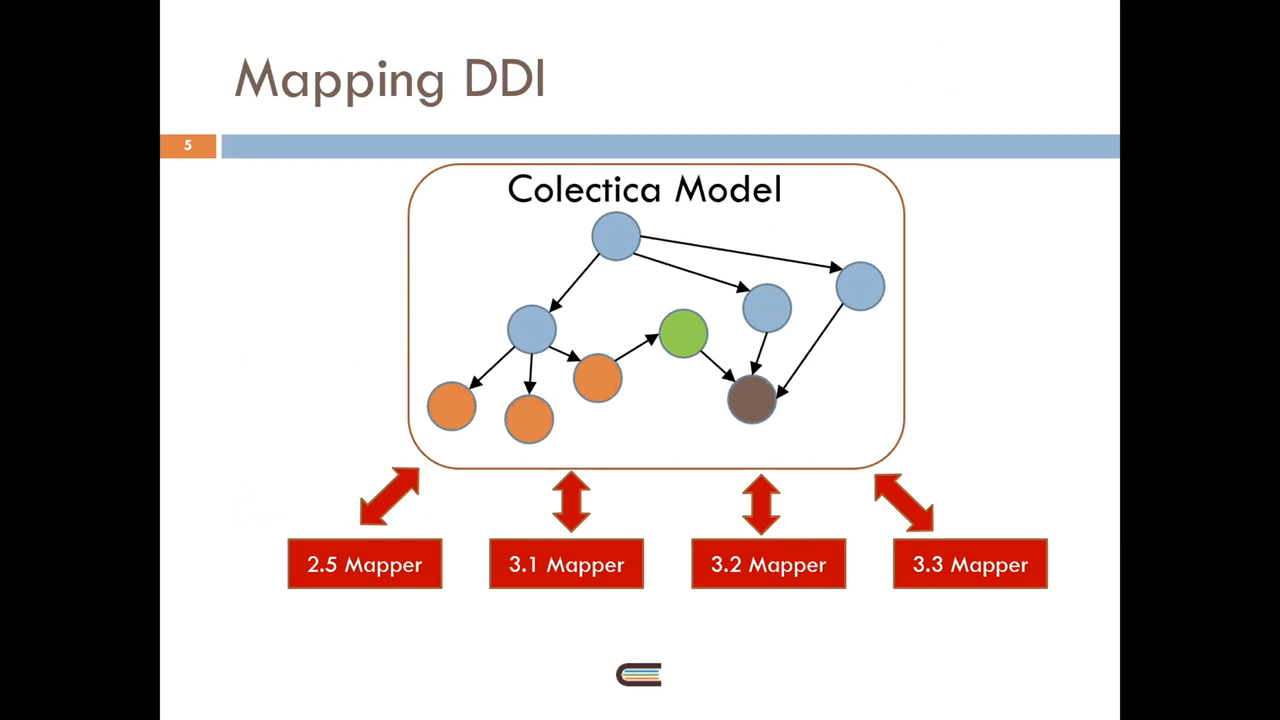 Mapping DDI
5
Colectica Model
2.5 Mapper
3.1 Mapper
3.2 Mapper
3.3 Mapper